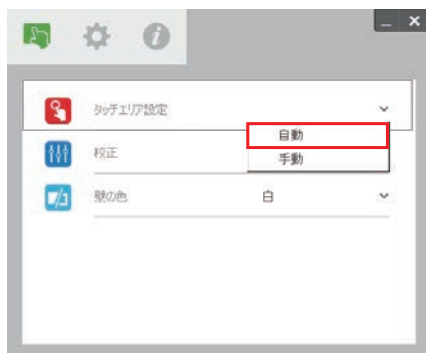 タッチエリア設定
自動
手動
校正
壁の色 白